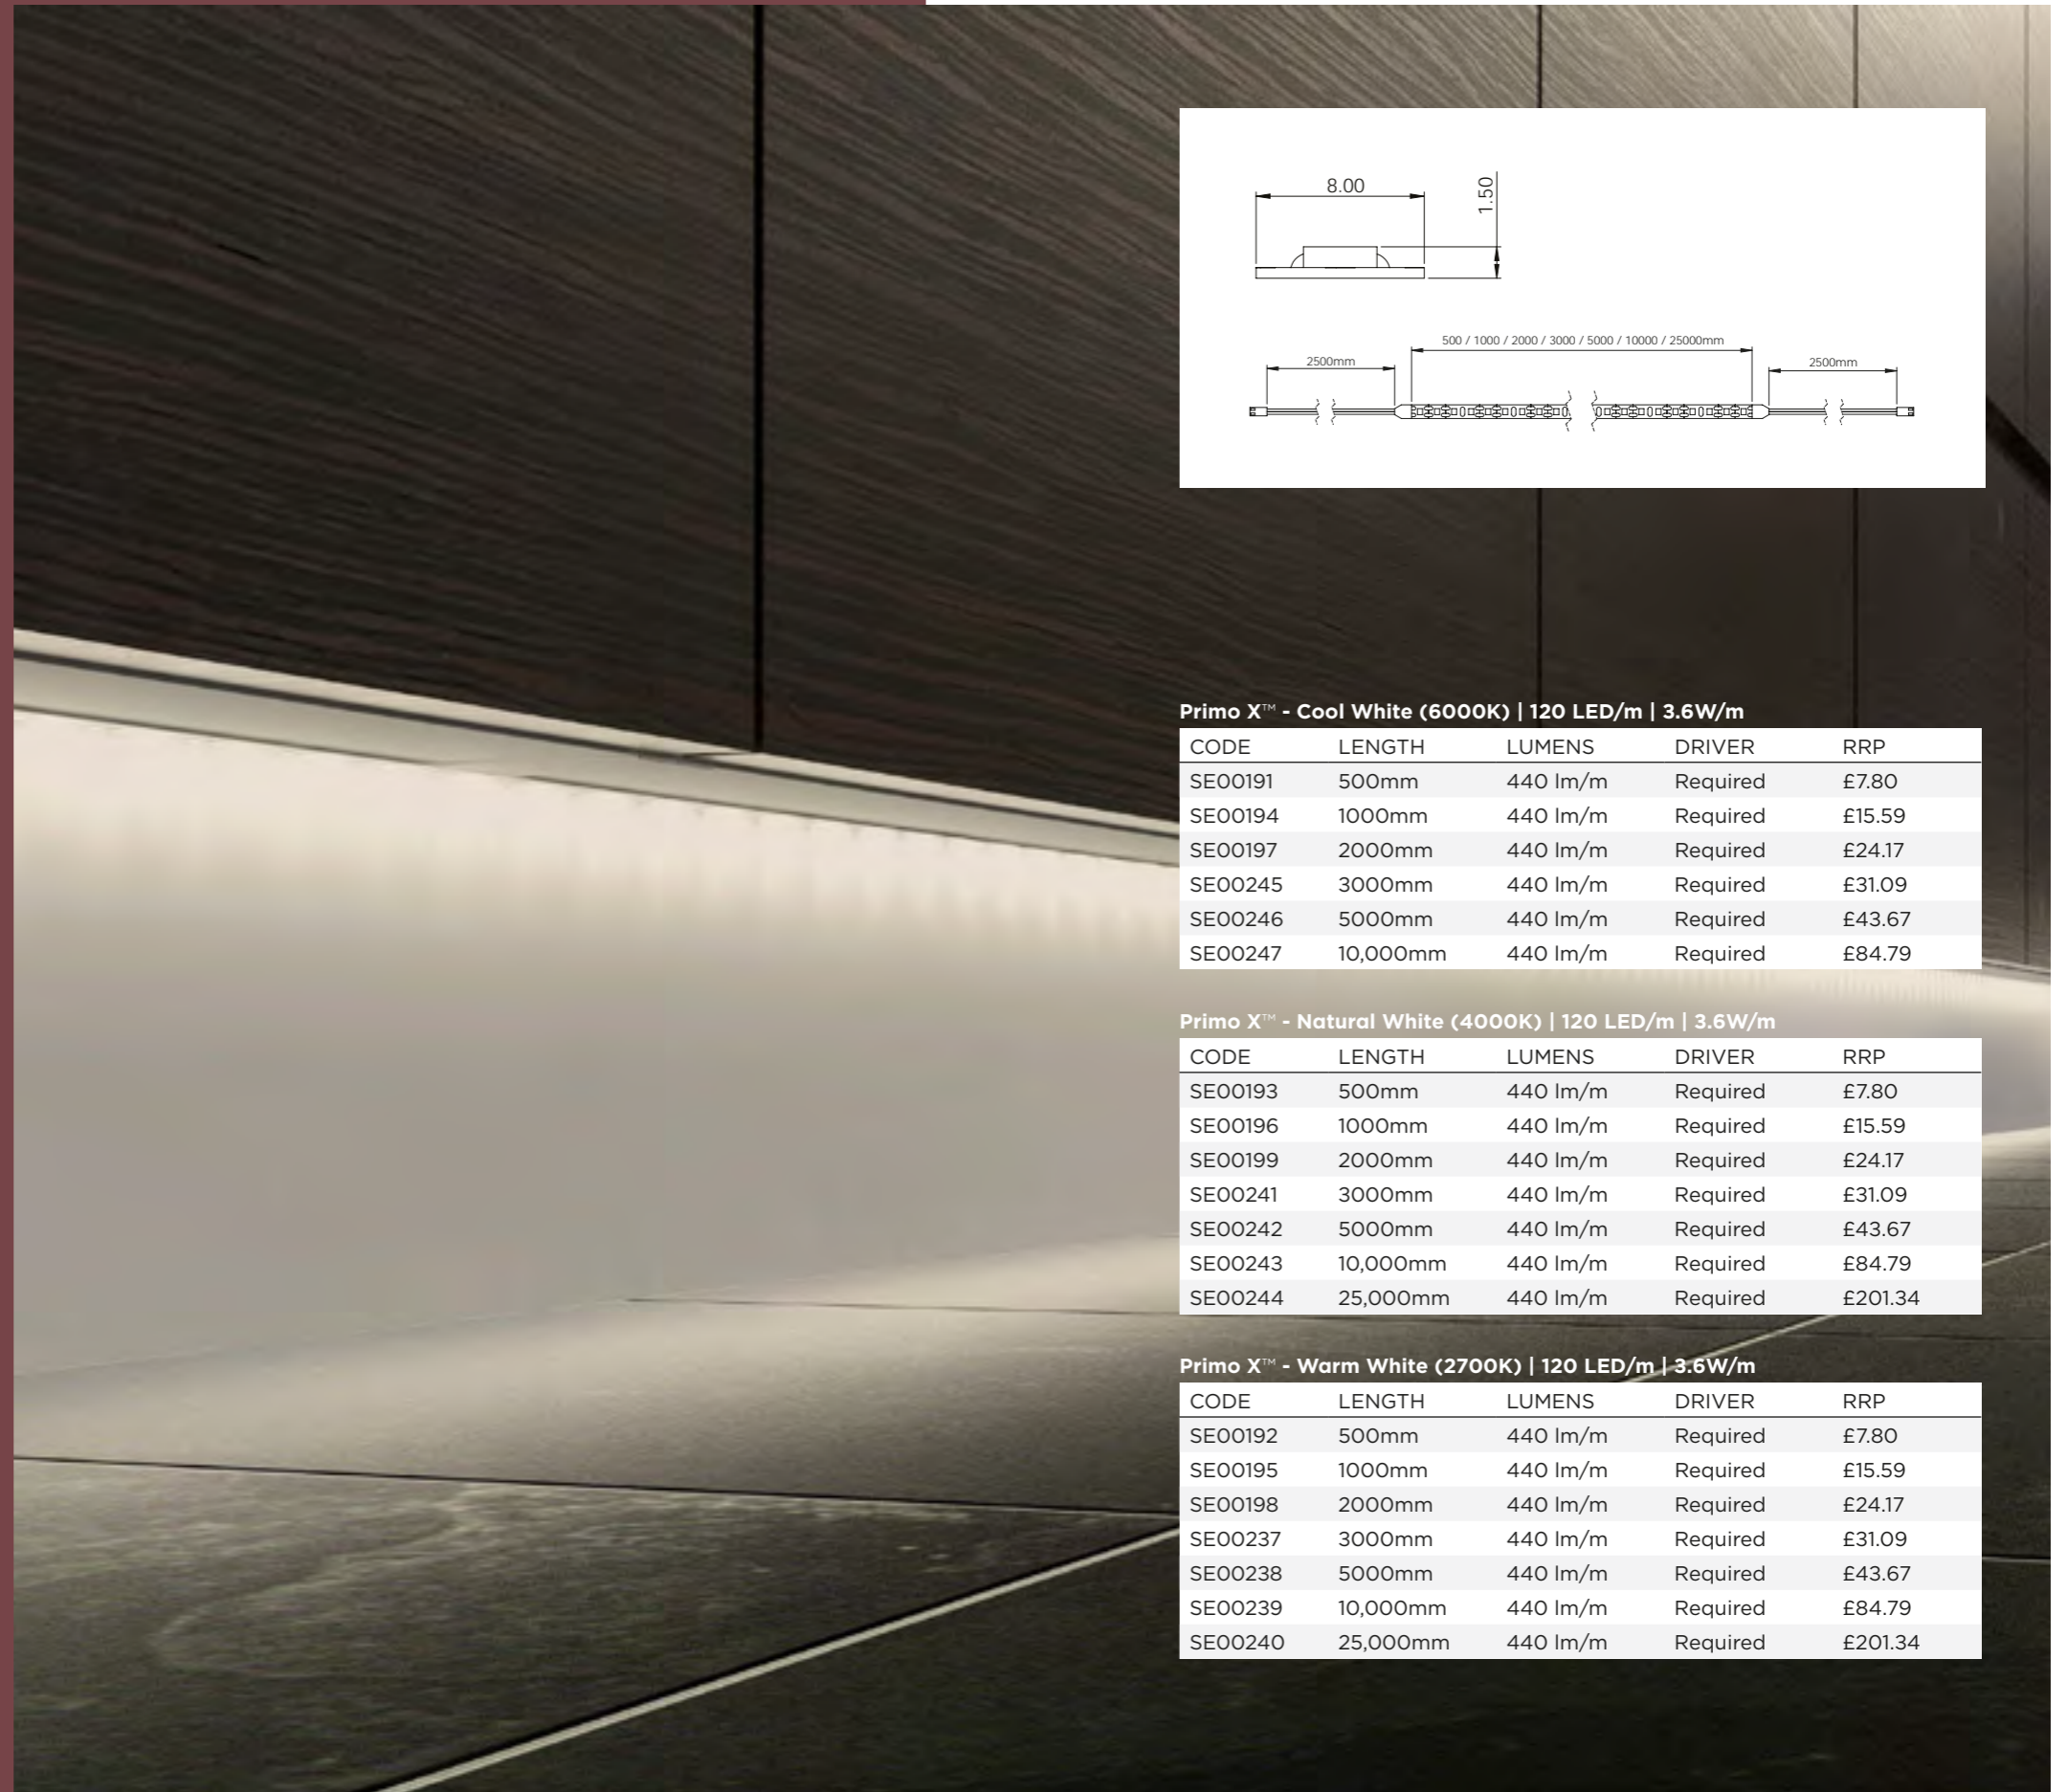 8.00
1.50
500 / 1000 / 2000 / 3000 / 5000 / 10000 / 25000mm
2500mm 2500mm
Primo X™ - Cool White (6000K) | 120 LED/m | 3.6W/m
CODE LENGTH LUMENS DRIVER RRP
SE00191 500mm 440 lm/m Required £7.80
SE00194 1000mm 440 lm/m Required £15.59
SE00197 2000mm 440 lm/m Required £24.17
SE00245 3000mm 440 lm/m Required £31.09
SE00246 5000mm 440 lm/m Required £43.67
SE00247 10,000mm 440 lm/m Required £84.79
Primo X™ - Natural White (4000K) | 120 LED/m | 3.6W/m
CODE LENGTH LUMENS DRIVER RRP
SE00193 500mm 440 lm/m Required £7.80
SE00196 1000mm 440 lm/m Required £15.59
SE00199 2000mm 440 lm/m Required £24.17
SE00241 3000mm 440 lm/m Required £31.09
SE00242 5000mm 440 lm/m Required £43.67
SE00243 10,000mm 440 lm/m Required £84.79
SE00244 25,000mm 440 lm/m Required £201.34
Primo X™ - Warm White (2700K) | 120 LED/m | 3.6W/m
CODE LENGTH LUMENS DRIVER RRP
SE00192 500mm 440 lm/m Required £7.80
SE00195 1000mm 440 lm/m Required £15.59
SE00198 2000mm 440 lm/m Required £24.17
SE00237 3000mm 440 lm/m Required £31.09
SE00238 5000mm 440 lm/m Required £43.67
SE00239 10,000mm 440 lm/m Required £84.79
SE00240 25,000mm 440 lm/m Required £201.34